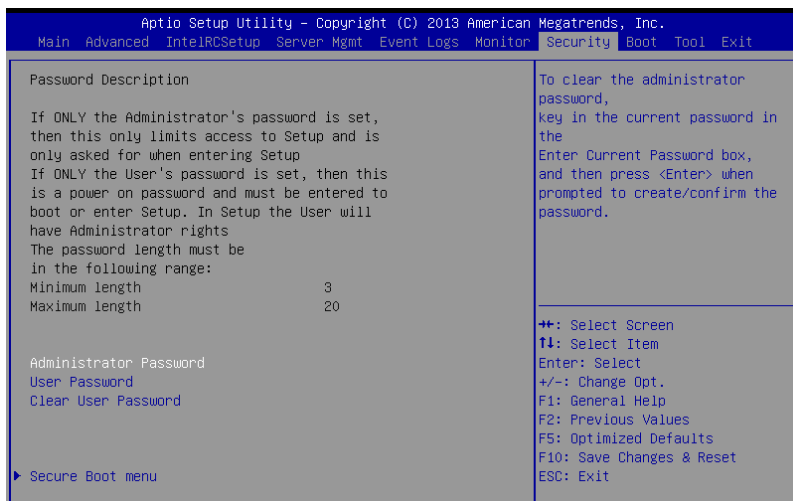 Aptio Setup Utility – Copyright (C) 2013 American Megatrends, Inc.
Main Advanced IntelRCSetup Server Mgmt Event Logs Monitor Security Boot Tool Exit
Password Description
If ONLY the Administrator's password is set,
then this only limits access to Setup and is
only asked for when entering Setup
If ONLY the User's password is set, then this
is a power on password and must be entered to
boot or enter Setup. In Setup the User will
have Administrator rights
The password length must be
in the following range:
Minimum length 3
Maximum length 20
Administrator Password
User Password
Clear User Password
Secure Boot menu
To clear the administrator
password,
key in the current password in
the
Enter Current Password box,
and then press <Enter> when
prompted to create/confirm the
password.
→←: Select Screen
↑↓: Select Item
Enter: Select
+/-: Change Opt.
F1: General Help
F2: Previous Values
F5: Optimized Defaults
F10: Save Changes & Reset
ESC: Exit